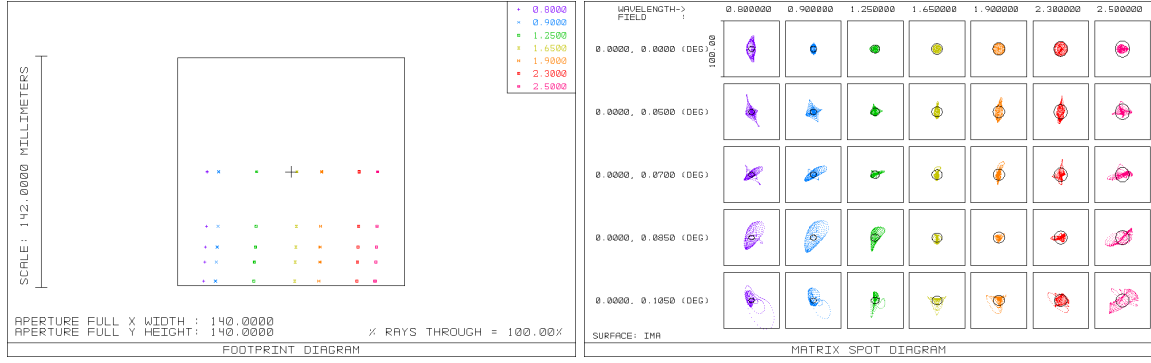 0.8000
0.9000
1.2500
1.6500
1.9000
2.3000
2.5000
SCALE: 142.0000 MILLIMETERS
APERTURE FULL X WIDTH : 140.0000
APERTURE FULL Y HEIGHT: 140.0000
% RAYS THROUGH = 100.00%
FOOTPRINT DIAGRAM
WAVELENGTH-> 0.800000 0.900000 1.250000 1.650000 1.900000 2.300000 2.500000
FIELD :
100.00
0.0000, 0.0000 (DEG)
0.0000, 0.0500 (DEG)
0.0000, 0.0700 (DEG)
0.0000, 0.0850 (DEG)
0.0000, 0.1050 (DEG)
SURFACE: IMA
MATRIX SPOT DIAGRAM